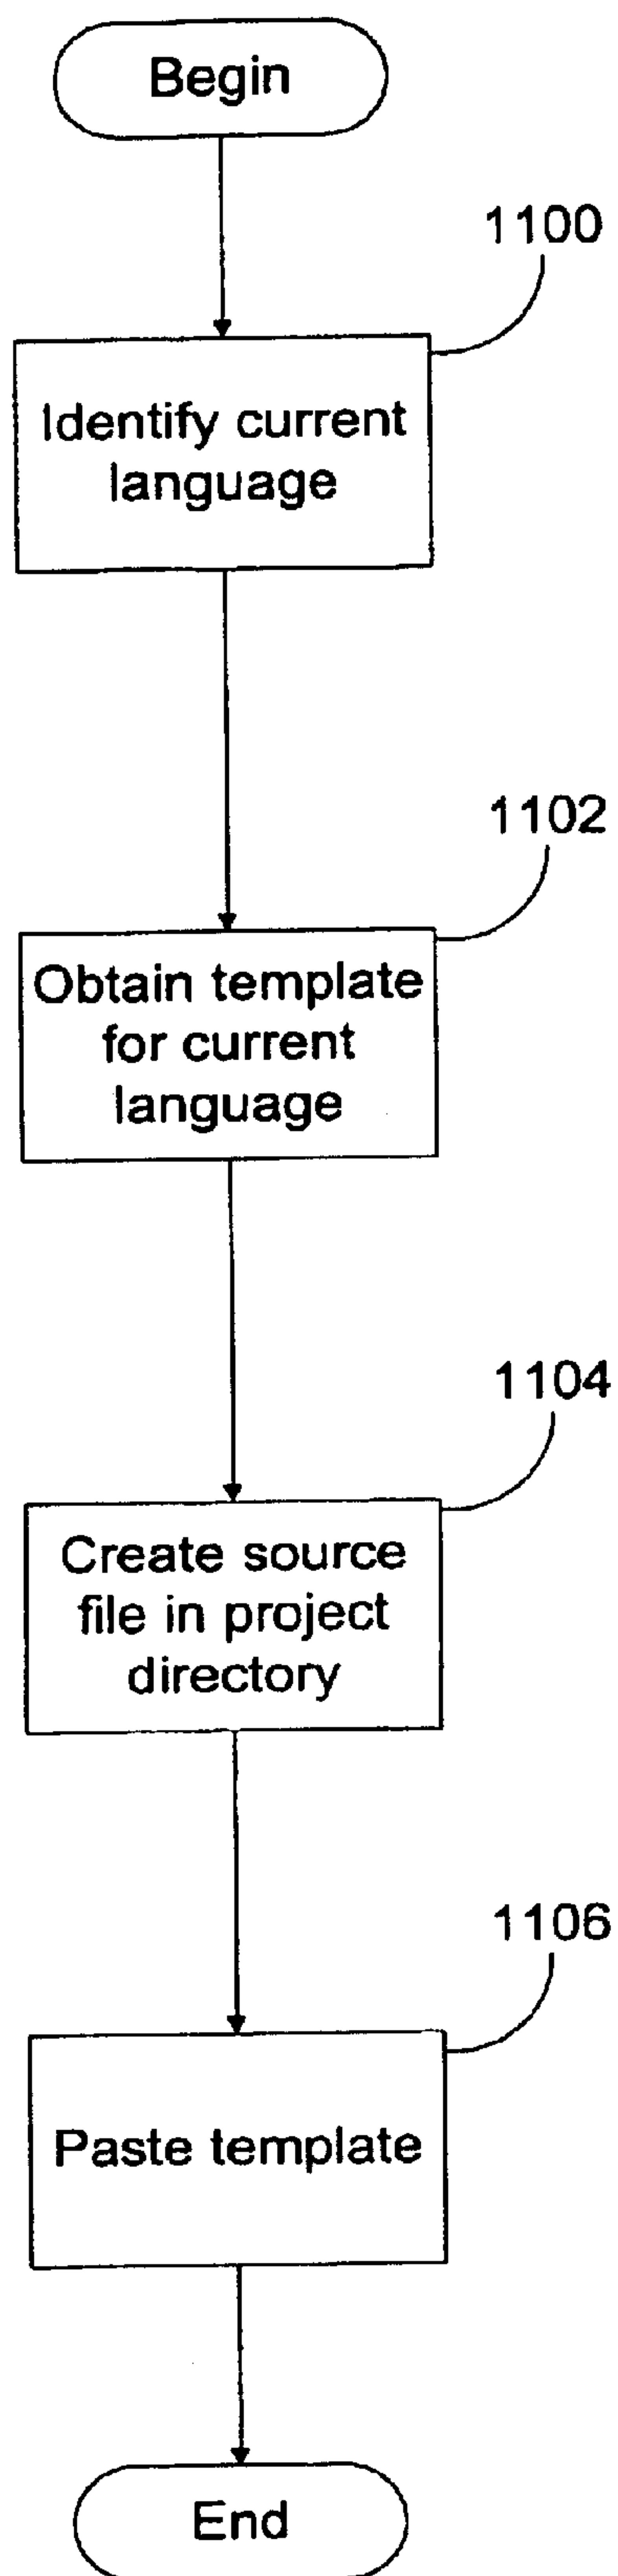 Begin
1100
Identify current
language
1102
Obtain template
for current
language
1104
Create source
file in project
directory
1106
Paste template
End